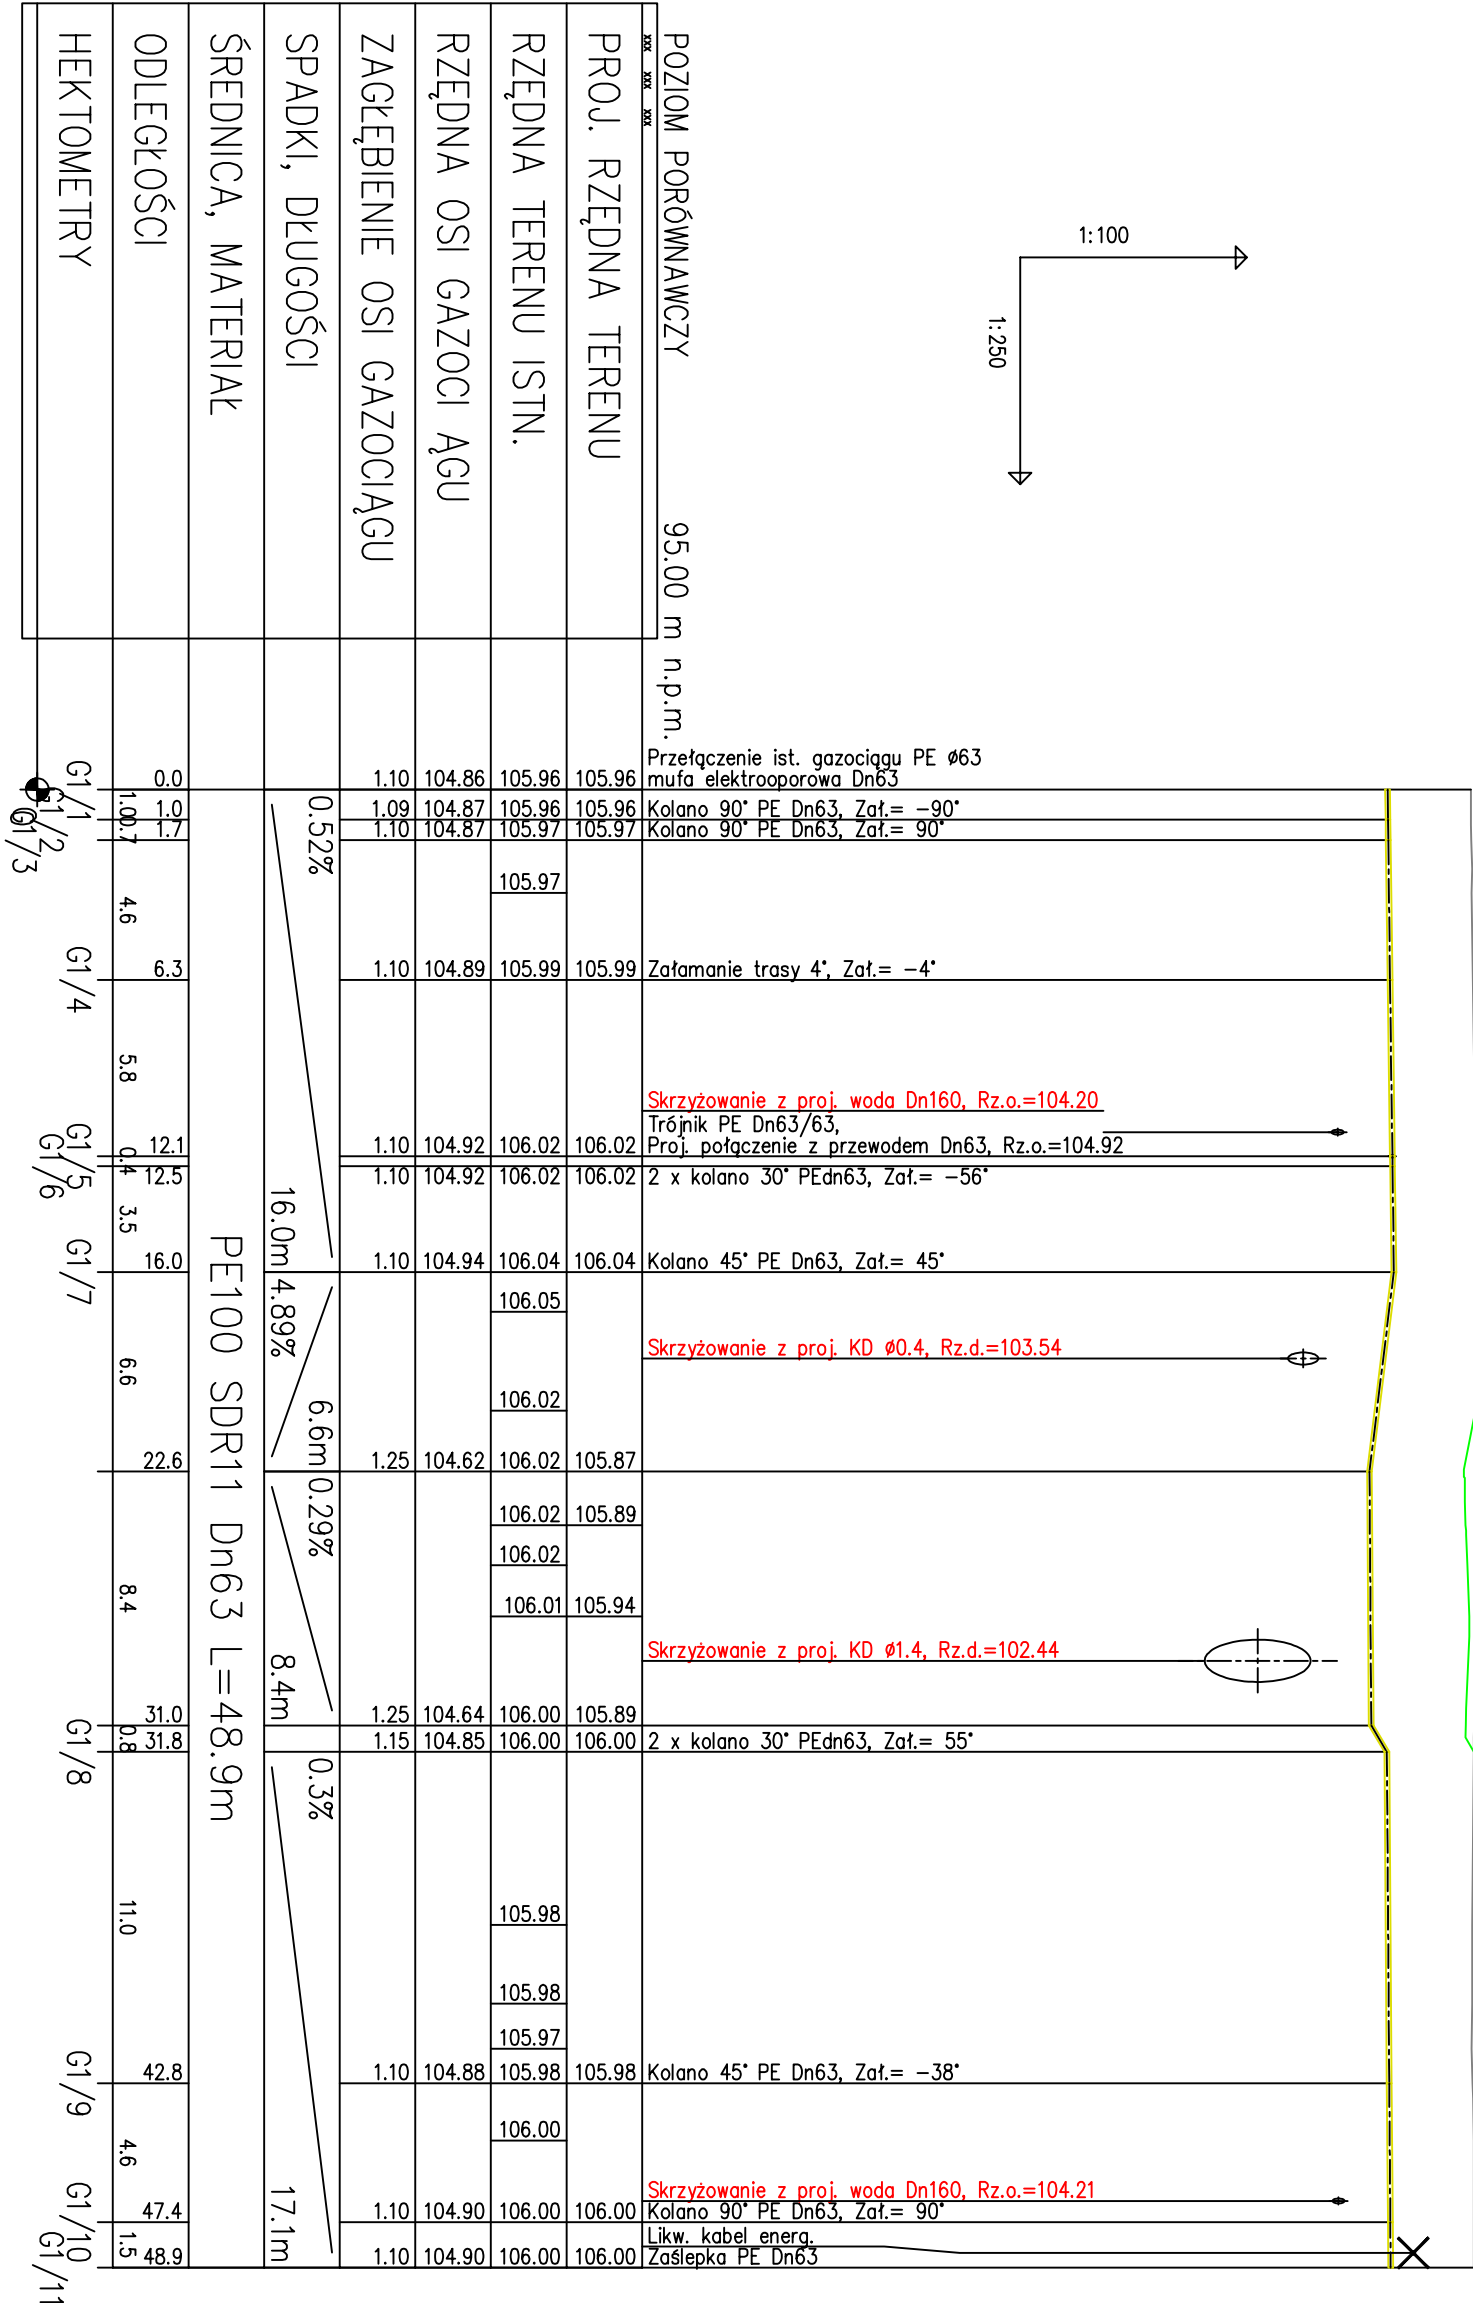 1:100
1:250
POZIOM PORÓWNAWCZY 95.00 m n.p.m.
xxx xxx xxx
PROJ. RZĘDNA TERENU
RZĘDNA TERENU ISTN.
RZĘDNA OSI GAZOCI ĄGU
ZAGŁĘBIENIE OSI GAZOCIĄGU
SPADKI, DŁUGOŚCI
ŚREDNICA, MATERIAŁ
ODLEGŁOŚCI
HEKTOMETRY
Przełączenie ist. gazociągu PE Ø63
G1/1 0.0 1.10 104.86 105.96 105.96 mufa elektrooporowa Dn63
1.0
G1/2 1.0 1.09 104.87 105.96 105.96 Kolano 90° PE Dn63, Zał.= -90°
0.7
G1/3 1.7 1.10 104.87 105.97 105.97 Kolano 90° PE Dn63, Zał.= 90°
0.52%
105.97
4.6
G1/4 6.3 1.10 104.89 105.99 105.99 Załamanie trasy 4°, Zał.= -4°
5.8
Skrzyżowanie z proj. woda Dn160, Rz.o.=104.20
Trójnik PE Dn63/63,
G1/5 12.1 1.10 104.92 106.02 106.02 Proj. połączenie z przewodem Dn63, Rz.o.=104.92
0.4
G1/6 12.5 1.10 104.92 106.02 106.02 2 x kolano 30° PEdn63, Zał.= -56°
3.5
16.0m
G1/7 16.0 1.10 104.94 106.04 106.04 Kolano 45° PE Dn63, Zał.= 45°
4.89%
106.05
Skrzyżowanie z proj. KD Ø0.4, Rz.d.=103.54
6.6
106.02
6.6m
22.6 1.25 104.62 106.02 105.87
0.29%
106.02 105.89
106.02
8.4
106.01 105.94
Skrzyżowanie z proj. KD Ø1.4, Rz.d.=102.44
8.4m
31.0 1.25 104.64 106.00 105.89
0.8
G1/8 31.8 1.15 104.85 106.00 106.00 2 x kolano 30° PEdn63, Zał.= 55°
0.3%
PE100 SDR11 Dn63 L=48.9m
11.0
105.98
105.98
105.97
G1/9 42.8 1.10 104.88 105.98 105.98 Kolano 45° PE Dn63, Zał.= -38°
106.00
4.6
Skrzyżowanie z proj. woda Dn160, Rz.o.=104.21
G1/10 47.4 1.10 104.90 106.00 106.00 Kolano 90° PE Dn63, Zał.= 90°
17.1m
1.5
Likw. kabel energ.
G1/11 48.9 1.10 104.90 106.00 106.00 Zaślepka PE Dn63